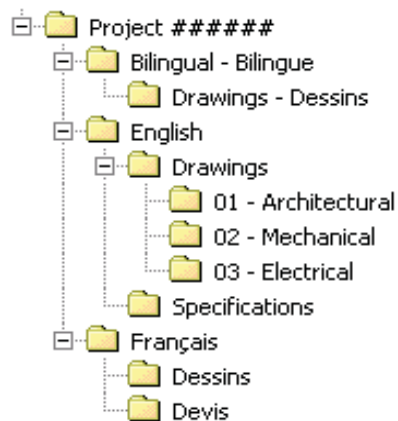 Project ######
Bilingual - Bilingue
Drawings - Dessins
English
Drawings
01 - Architectural
02 - Mechanical
03 - Electrical
Specifications
Français
Dessins
Devis